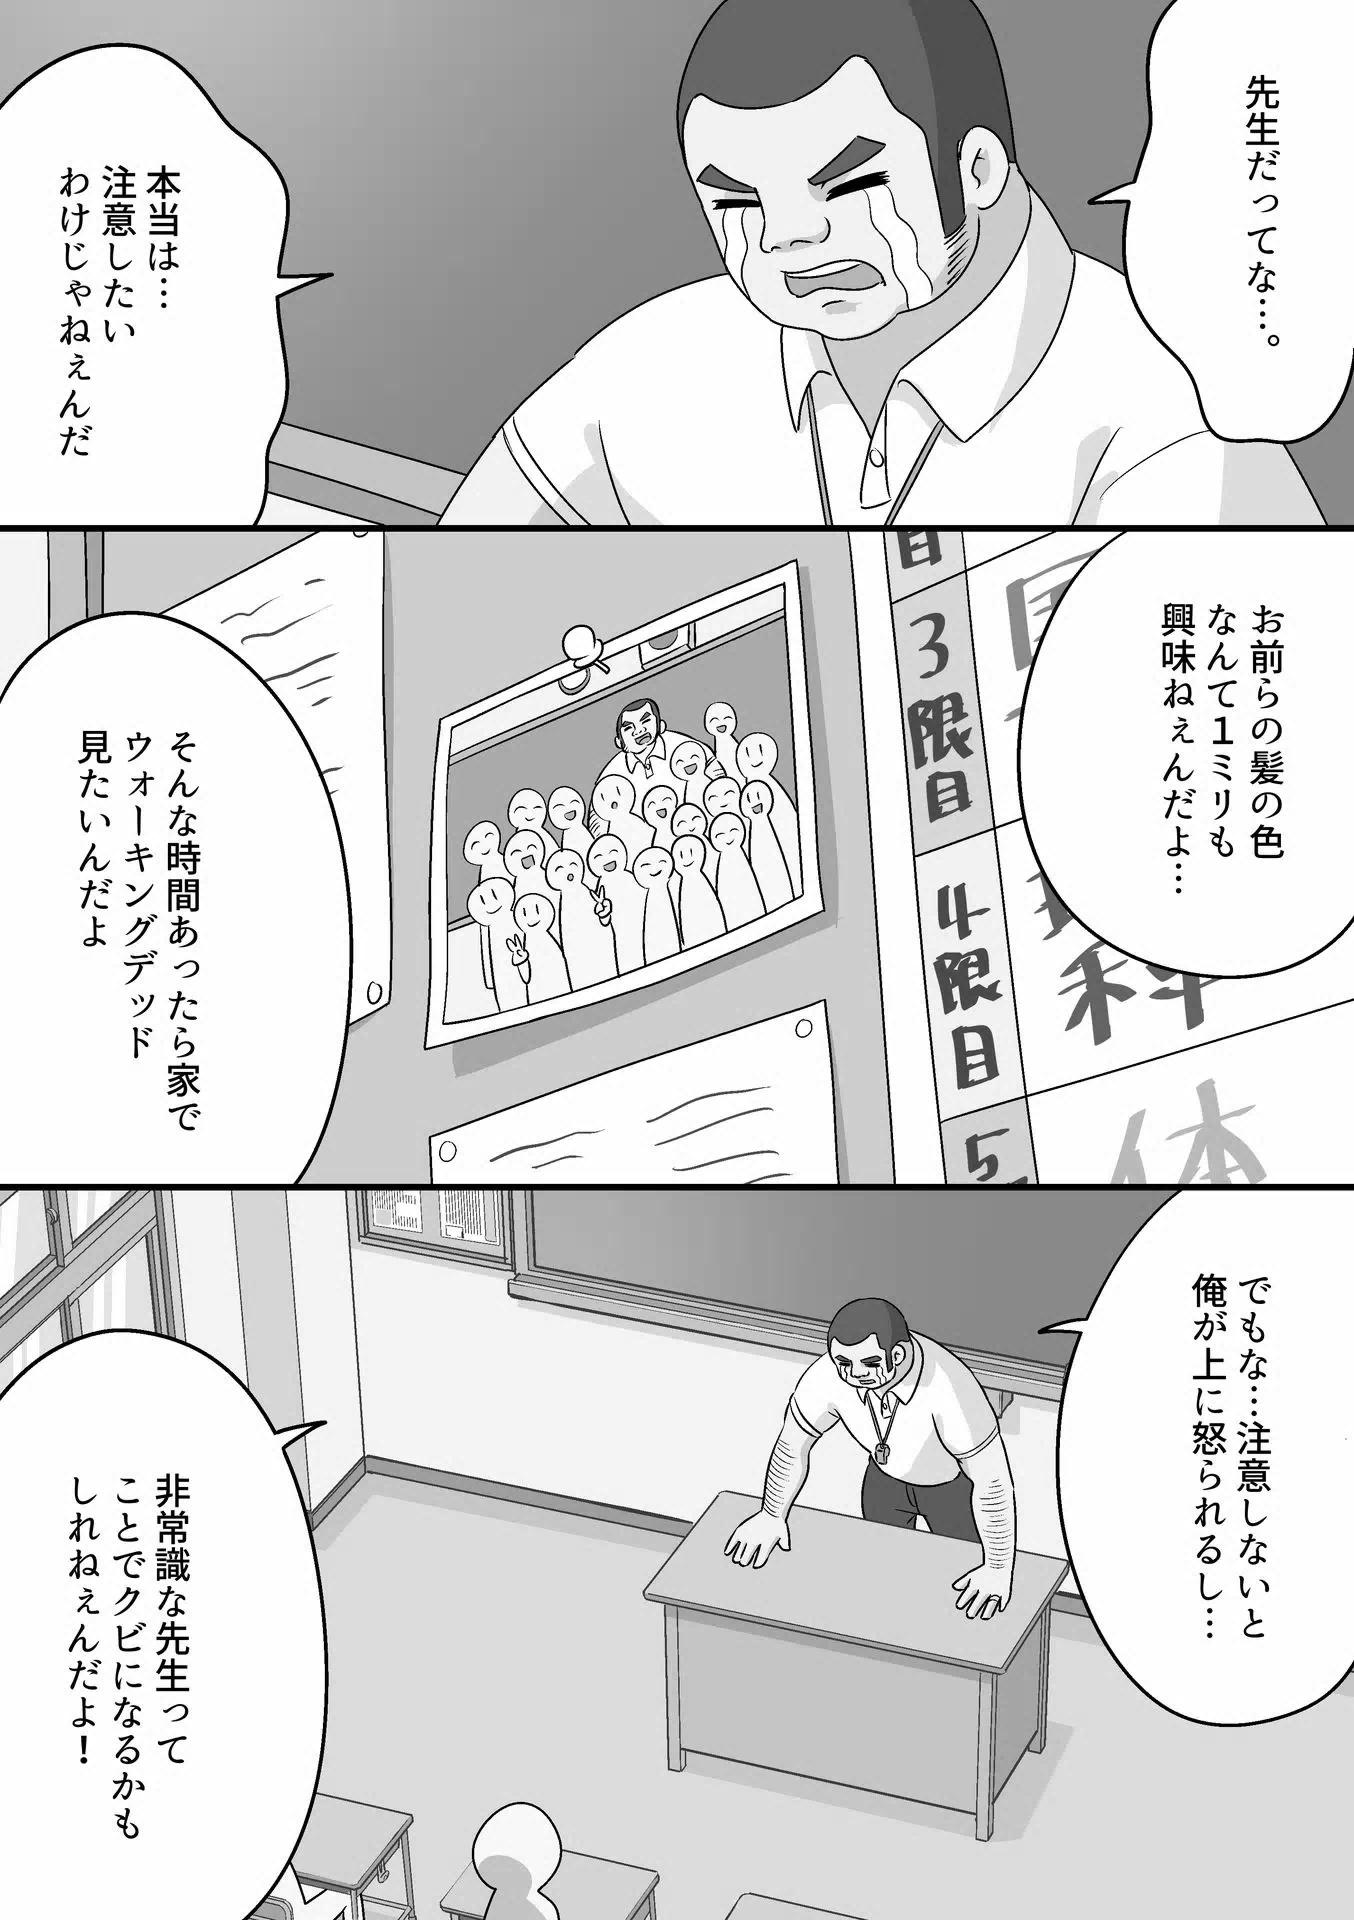 先生だってな…。
本当は…
注意したい
わけじゃねぇんだ
お前らの髪の色
なんて1ミリも
興味ねぇんだよ…
そんな時間あったら家で
ウォーキングデッド
見たいんだよ
目
3限目
4限目
科
5
体
でもな…注意しないと
俺が上に怒られるし…
非常識な先生って
ことでクビになるかも
しれねぇんだよ！